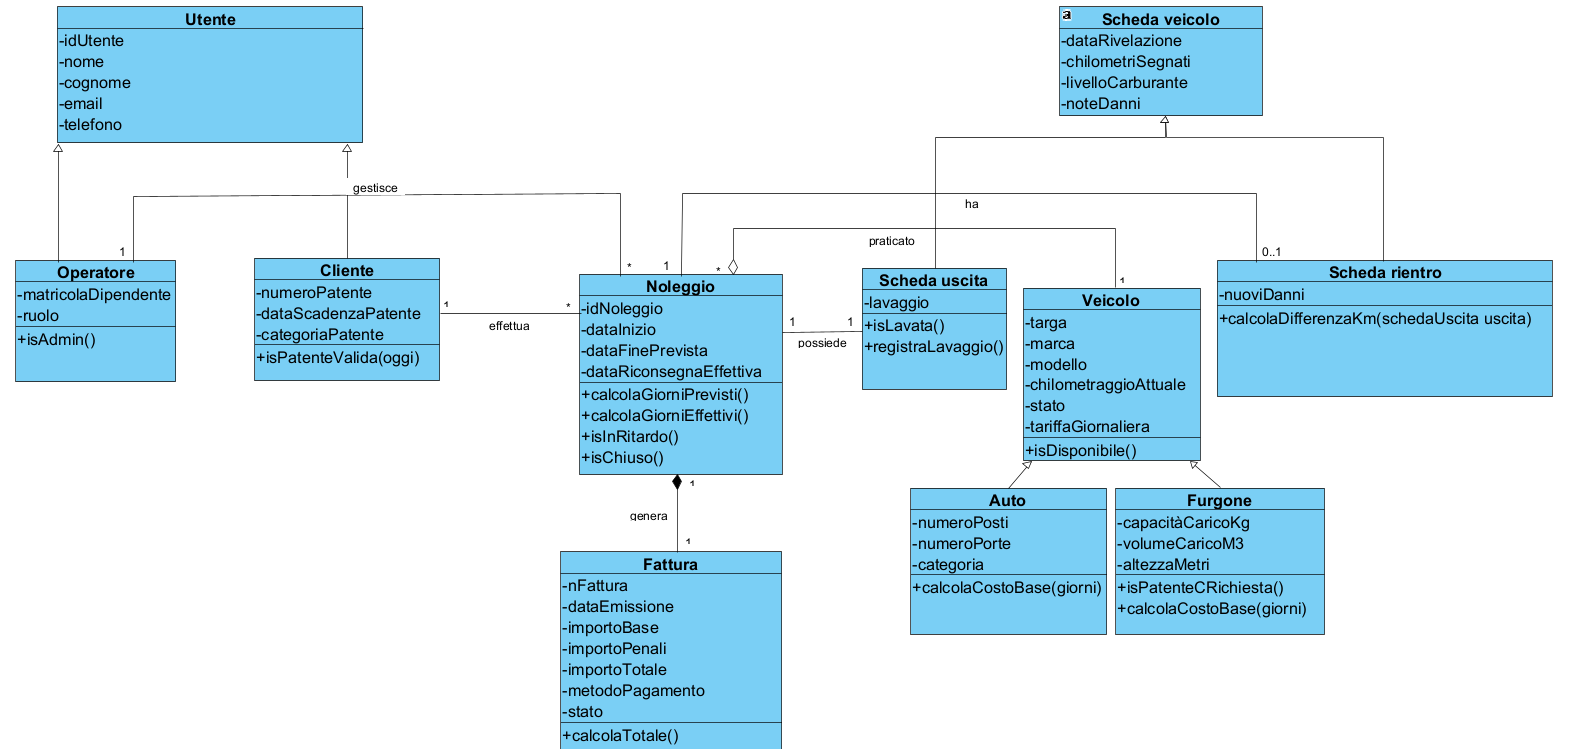 Utente
-idUtente
-nome
-cognome
-email
-telefono
a
Scheda veicolo
-dataRivelazione
-chilometriSegnati
-livelloCarburante
-noteDanni
gestisce
ha
praticato
1
Operatore
-matricolaDipendente
-ruolo
+isAdmin()
Cliente
-numeroPatente
-dataScadenzaPatente
-categoriaPatente
+isPatenteValida(oggi)
1
*
effettua
*
1
*
Noleggio
-idNoleggio
-dataInizio
-dataFinePrevista
-dataRiconsegnaEffettiva
+calcolaGiorniPrevisti()
+calcolaGiorniEffettivi()
+isInRitardo()
+isChiuso()
1
1
possiede
Scheda uscita
-lavaggio
+isLavata()
+registraLavaggio()
1
Veicolo
-targa
-marca
-modello
-chilometraggioAttuale
-stato
-tariffaGiornaliera
+isDisponibile()
0..1
Scheda rientro
-nuoviDanni
+calcolaDifferenzaKm(schedaUscita uscita)
1
genera
1
Fattura
-nFattura
-dataEmissione
-importoBase
-importoPenali
-importoTotale
-metodoPagamento
-stato
+calcolaTotale()
Auto
-numeroPosti
-numeroPorte
-categoria
+calcolaCostoBase(giorni)
Furgone
-capacitàCaricoKg
-volumeCaricoM3
-altezzaMetri
+isPatenteCRichiesta()
+calcolaCostoBase(giorni)